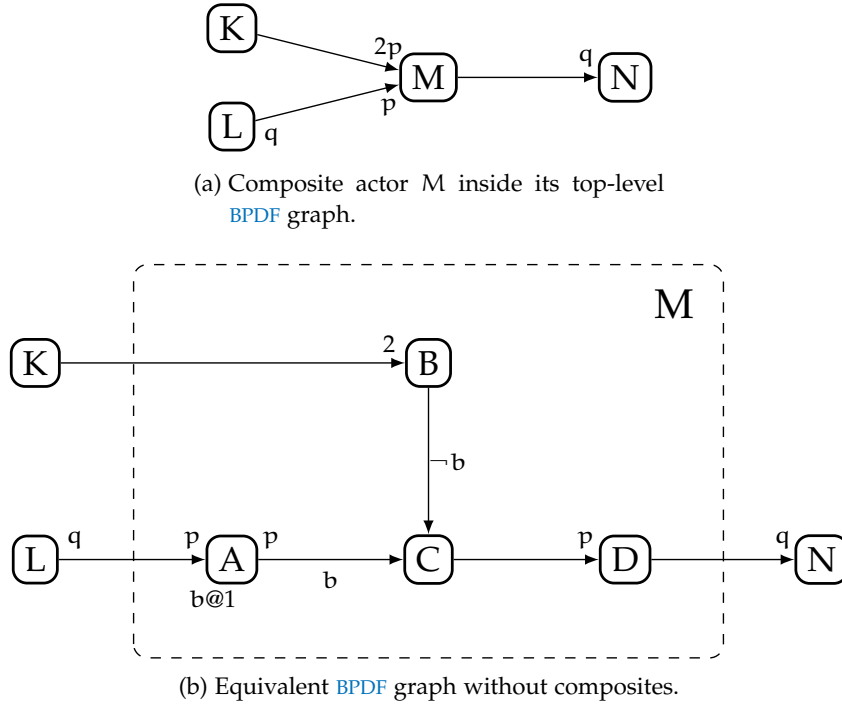 K
2p
M
q
N
p
L
q
(a) Composite actor M inside its top-level
BPDF graph.
M
K
2
B
¬ b
L
q
p
A
p
b
C
p
D
q
N
b@1
(b) Equivalent BPDF graph without composites.